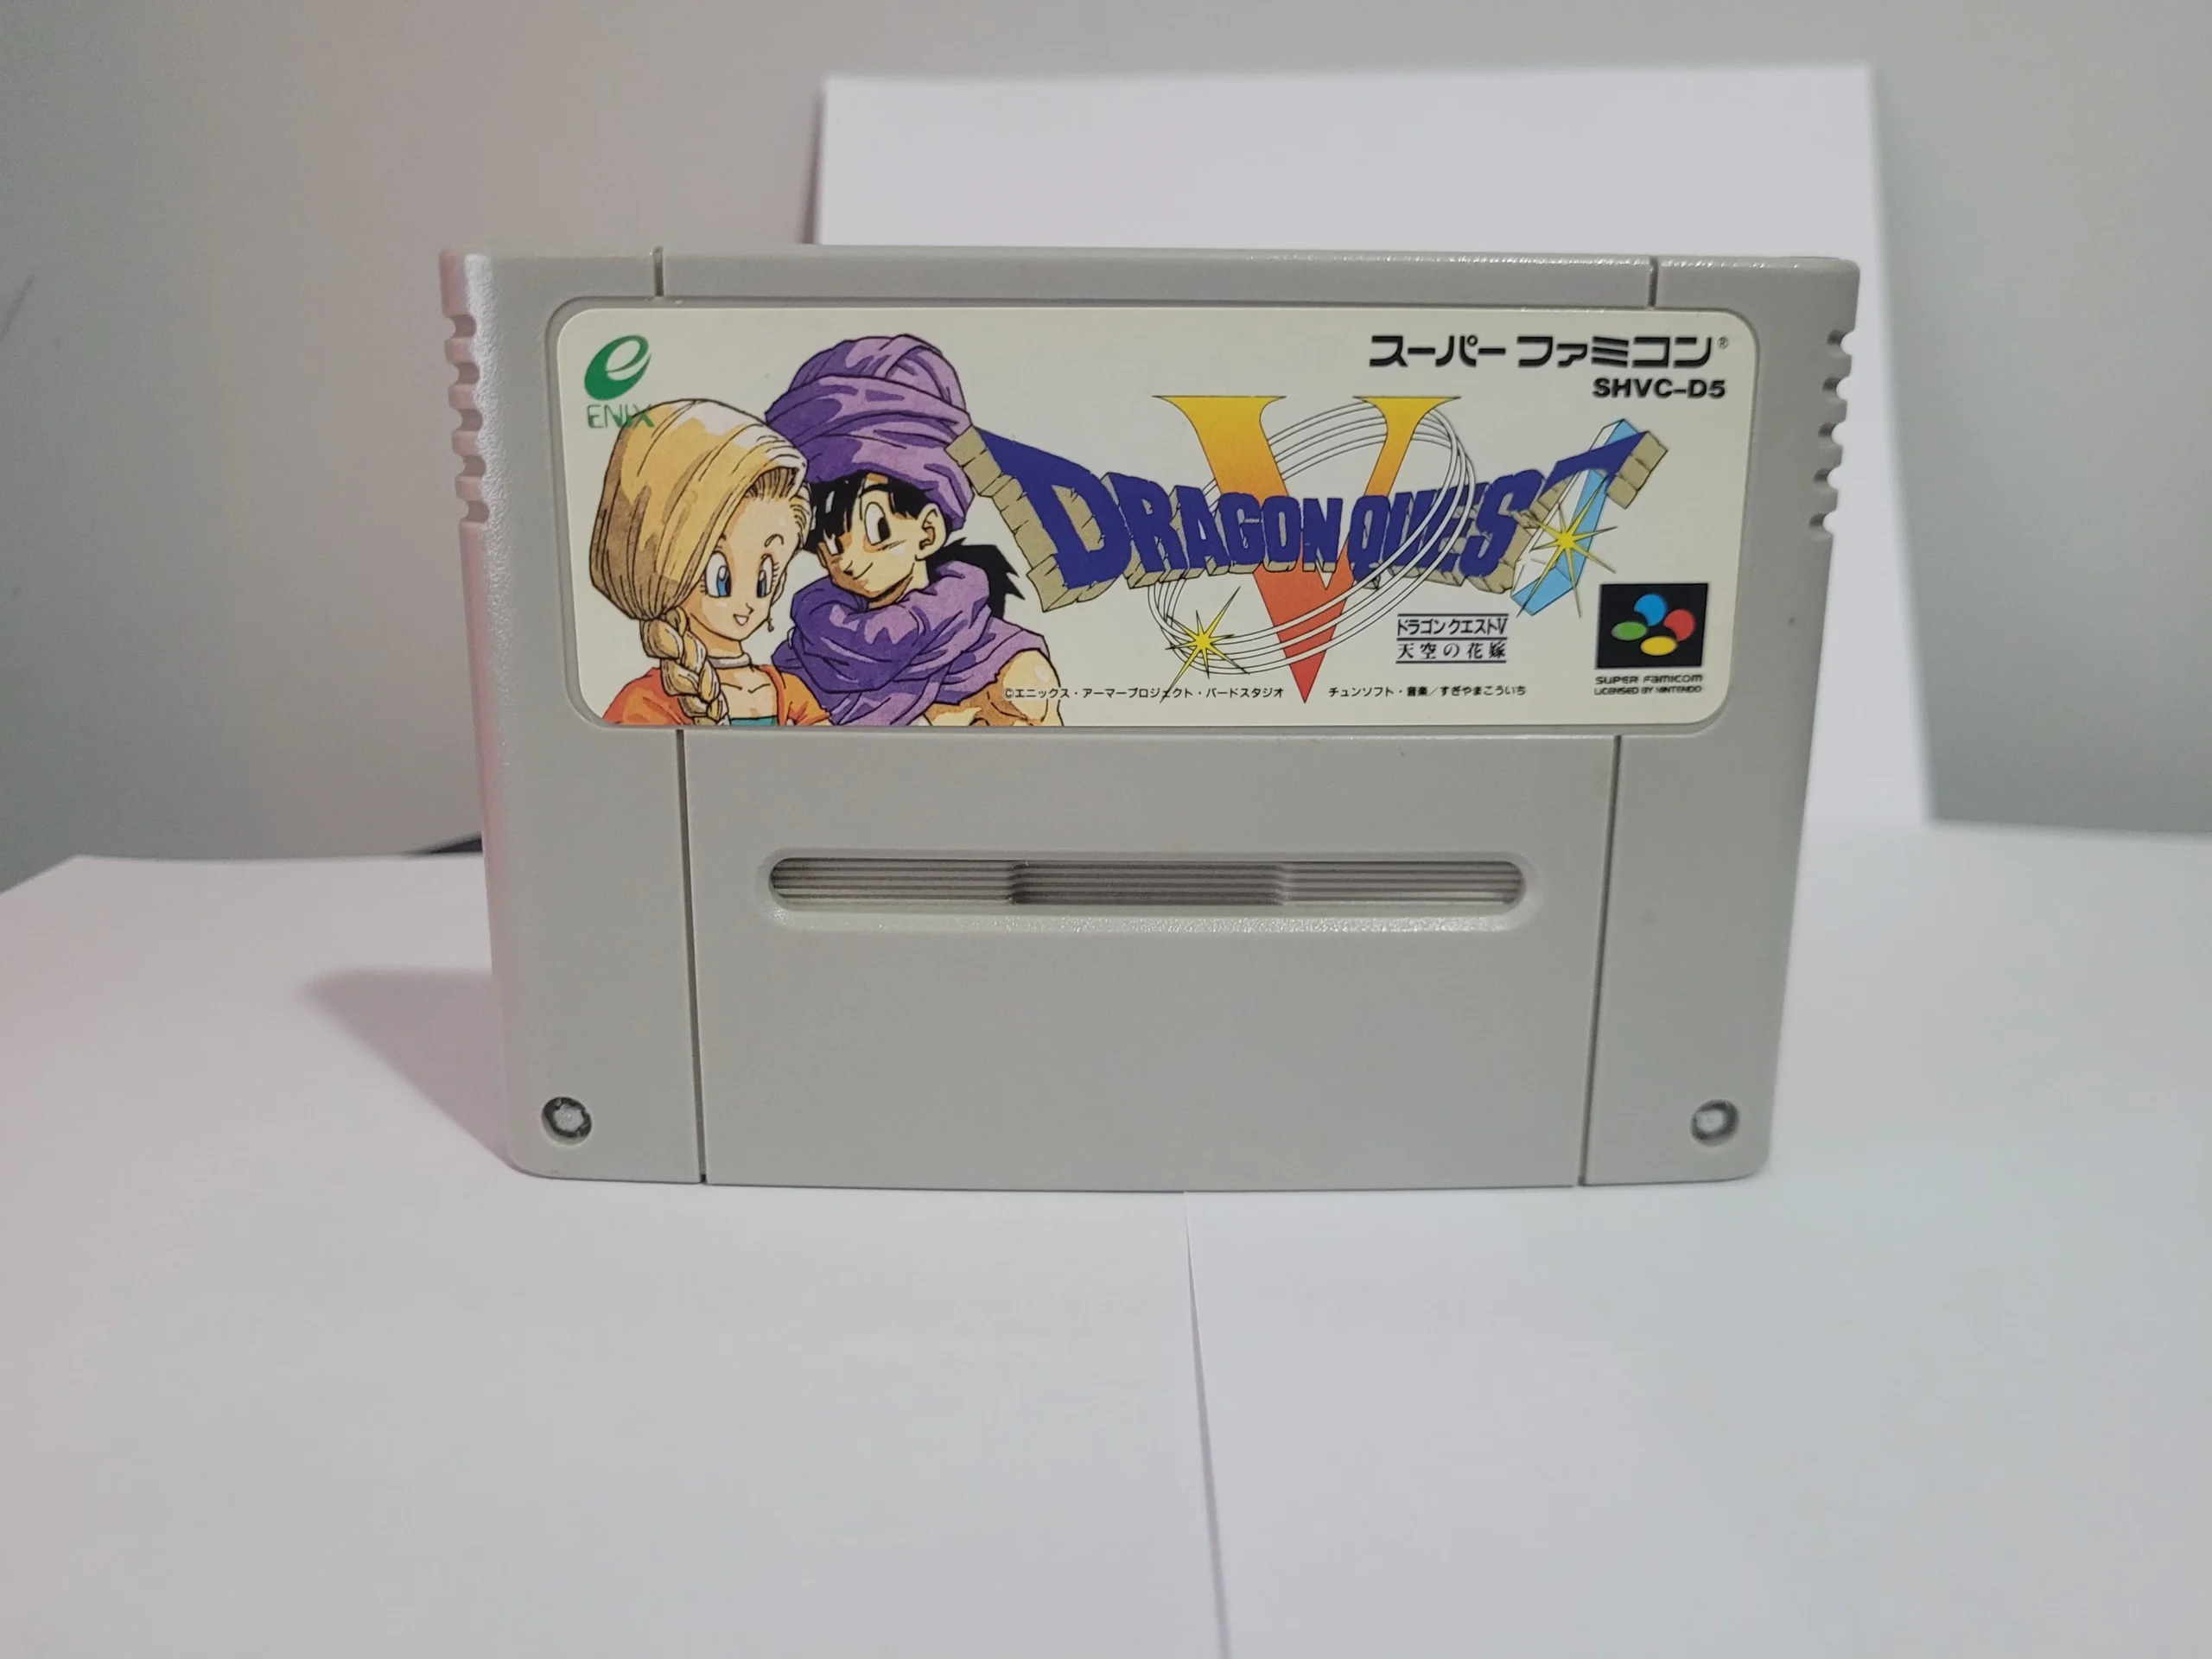 ENIX
スーパーファミコン®
SHVC-D5
V
DRAGON QUEST
ドラゴンクエストV
天空の花嫁
SUPER FAMICOM
LICENSED BY NINTENDO
©エニックス・アーマープロジェクト・バードスタジオ チュンソフト・音楽/すぎやまこういち